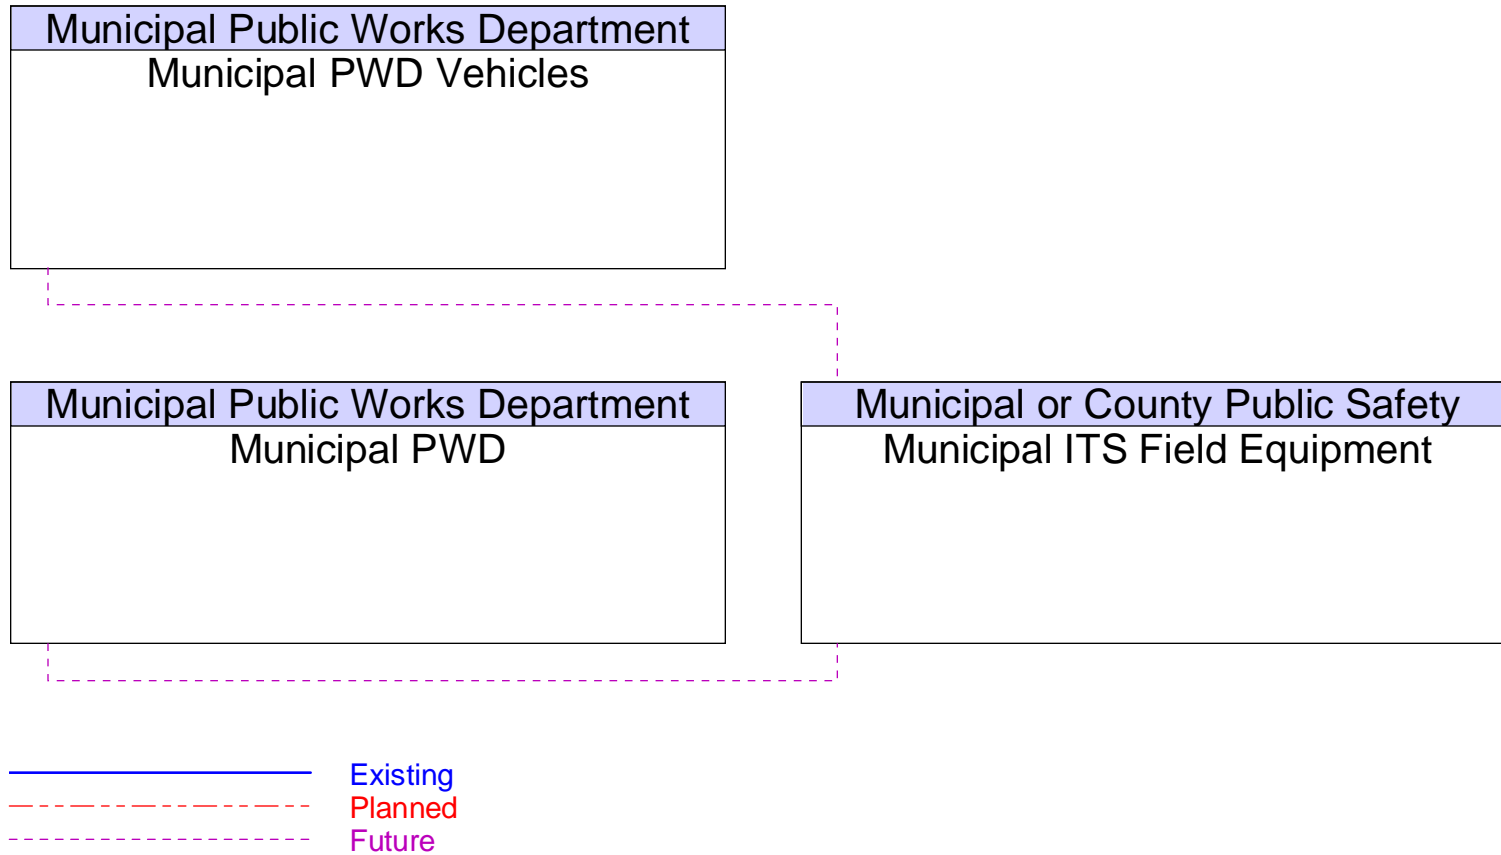 Municipal Public Works Department
Municipal PWD Vehicles
Municipal Public Works Department
Municipal PWD
Municipal or County Public Safety
Municipal ITS Field Equipment
Existing
Planned
Future